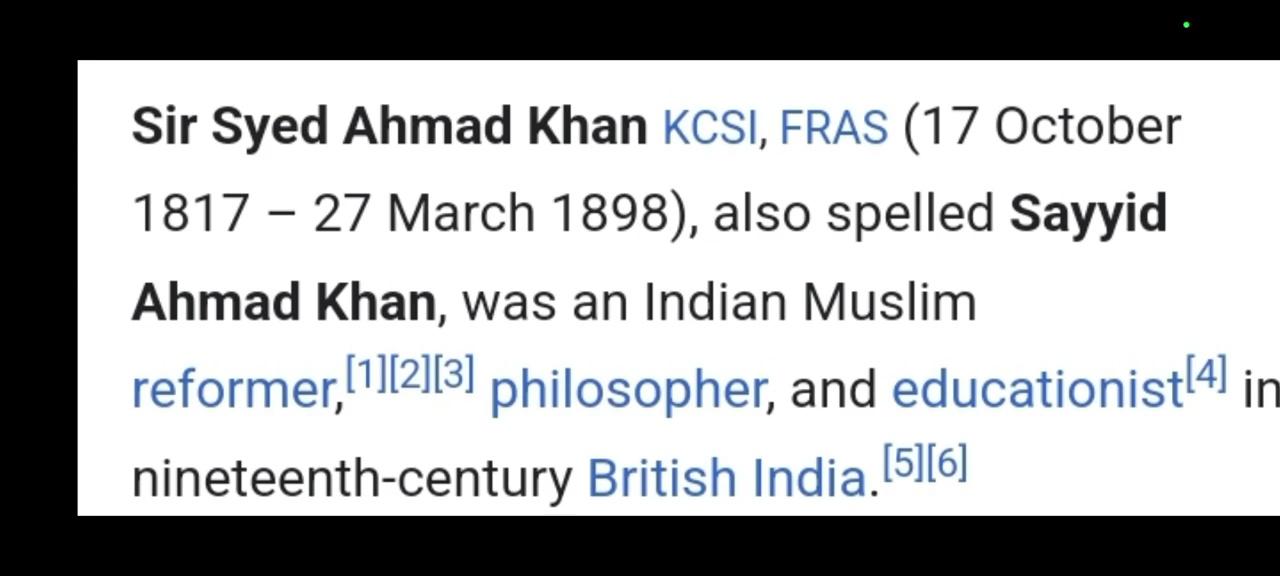 Sir Syed Ahmad Khan KCSI, FRAS (17 October
1817 – 27 March 1898), also spelled Sayyid
Ahmad Khan, was an Indian Muslim
reformer,[1][2][3] philosopher, and educationist[4] in
nineteenth-century British India.[5][6]